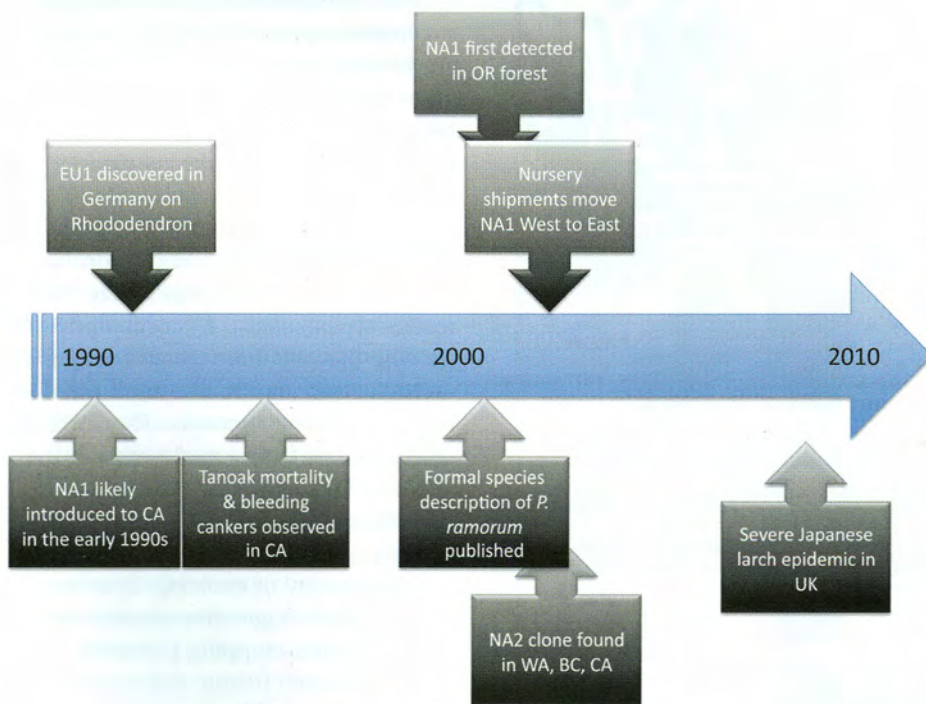 NA1 first detected
in OR forest
EU1 discovered in
Germany on
Rhododendron
Nursery
shipments move
NA1 West to East
1990
2000
2010
NA1 likely
introduced to CA
in the early 1990s
Tanoak mortality
& bleeding
cankers observed
in CA
Formal species
description of P.
ramorum
published
Severe Japanese
larch epidemic in
UK
NA2 clone found
in WA, BC, CA